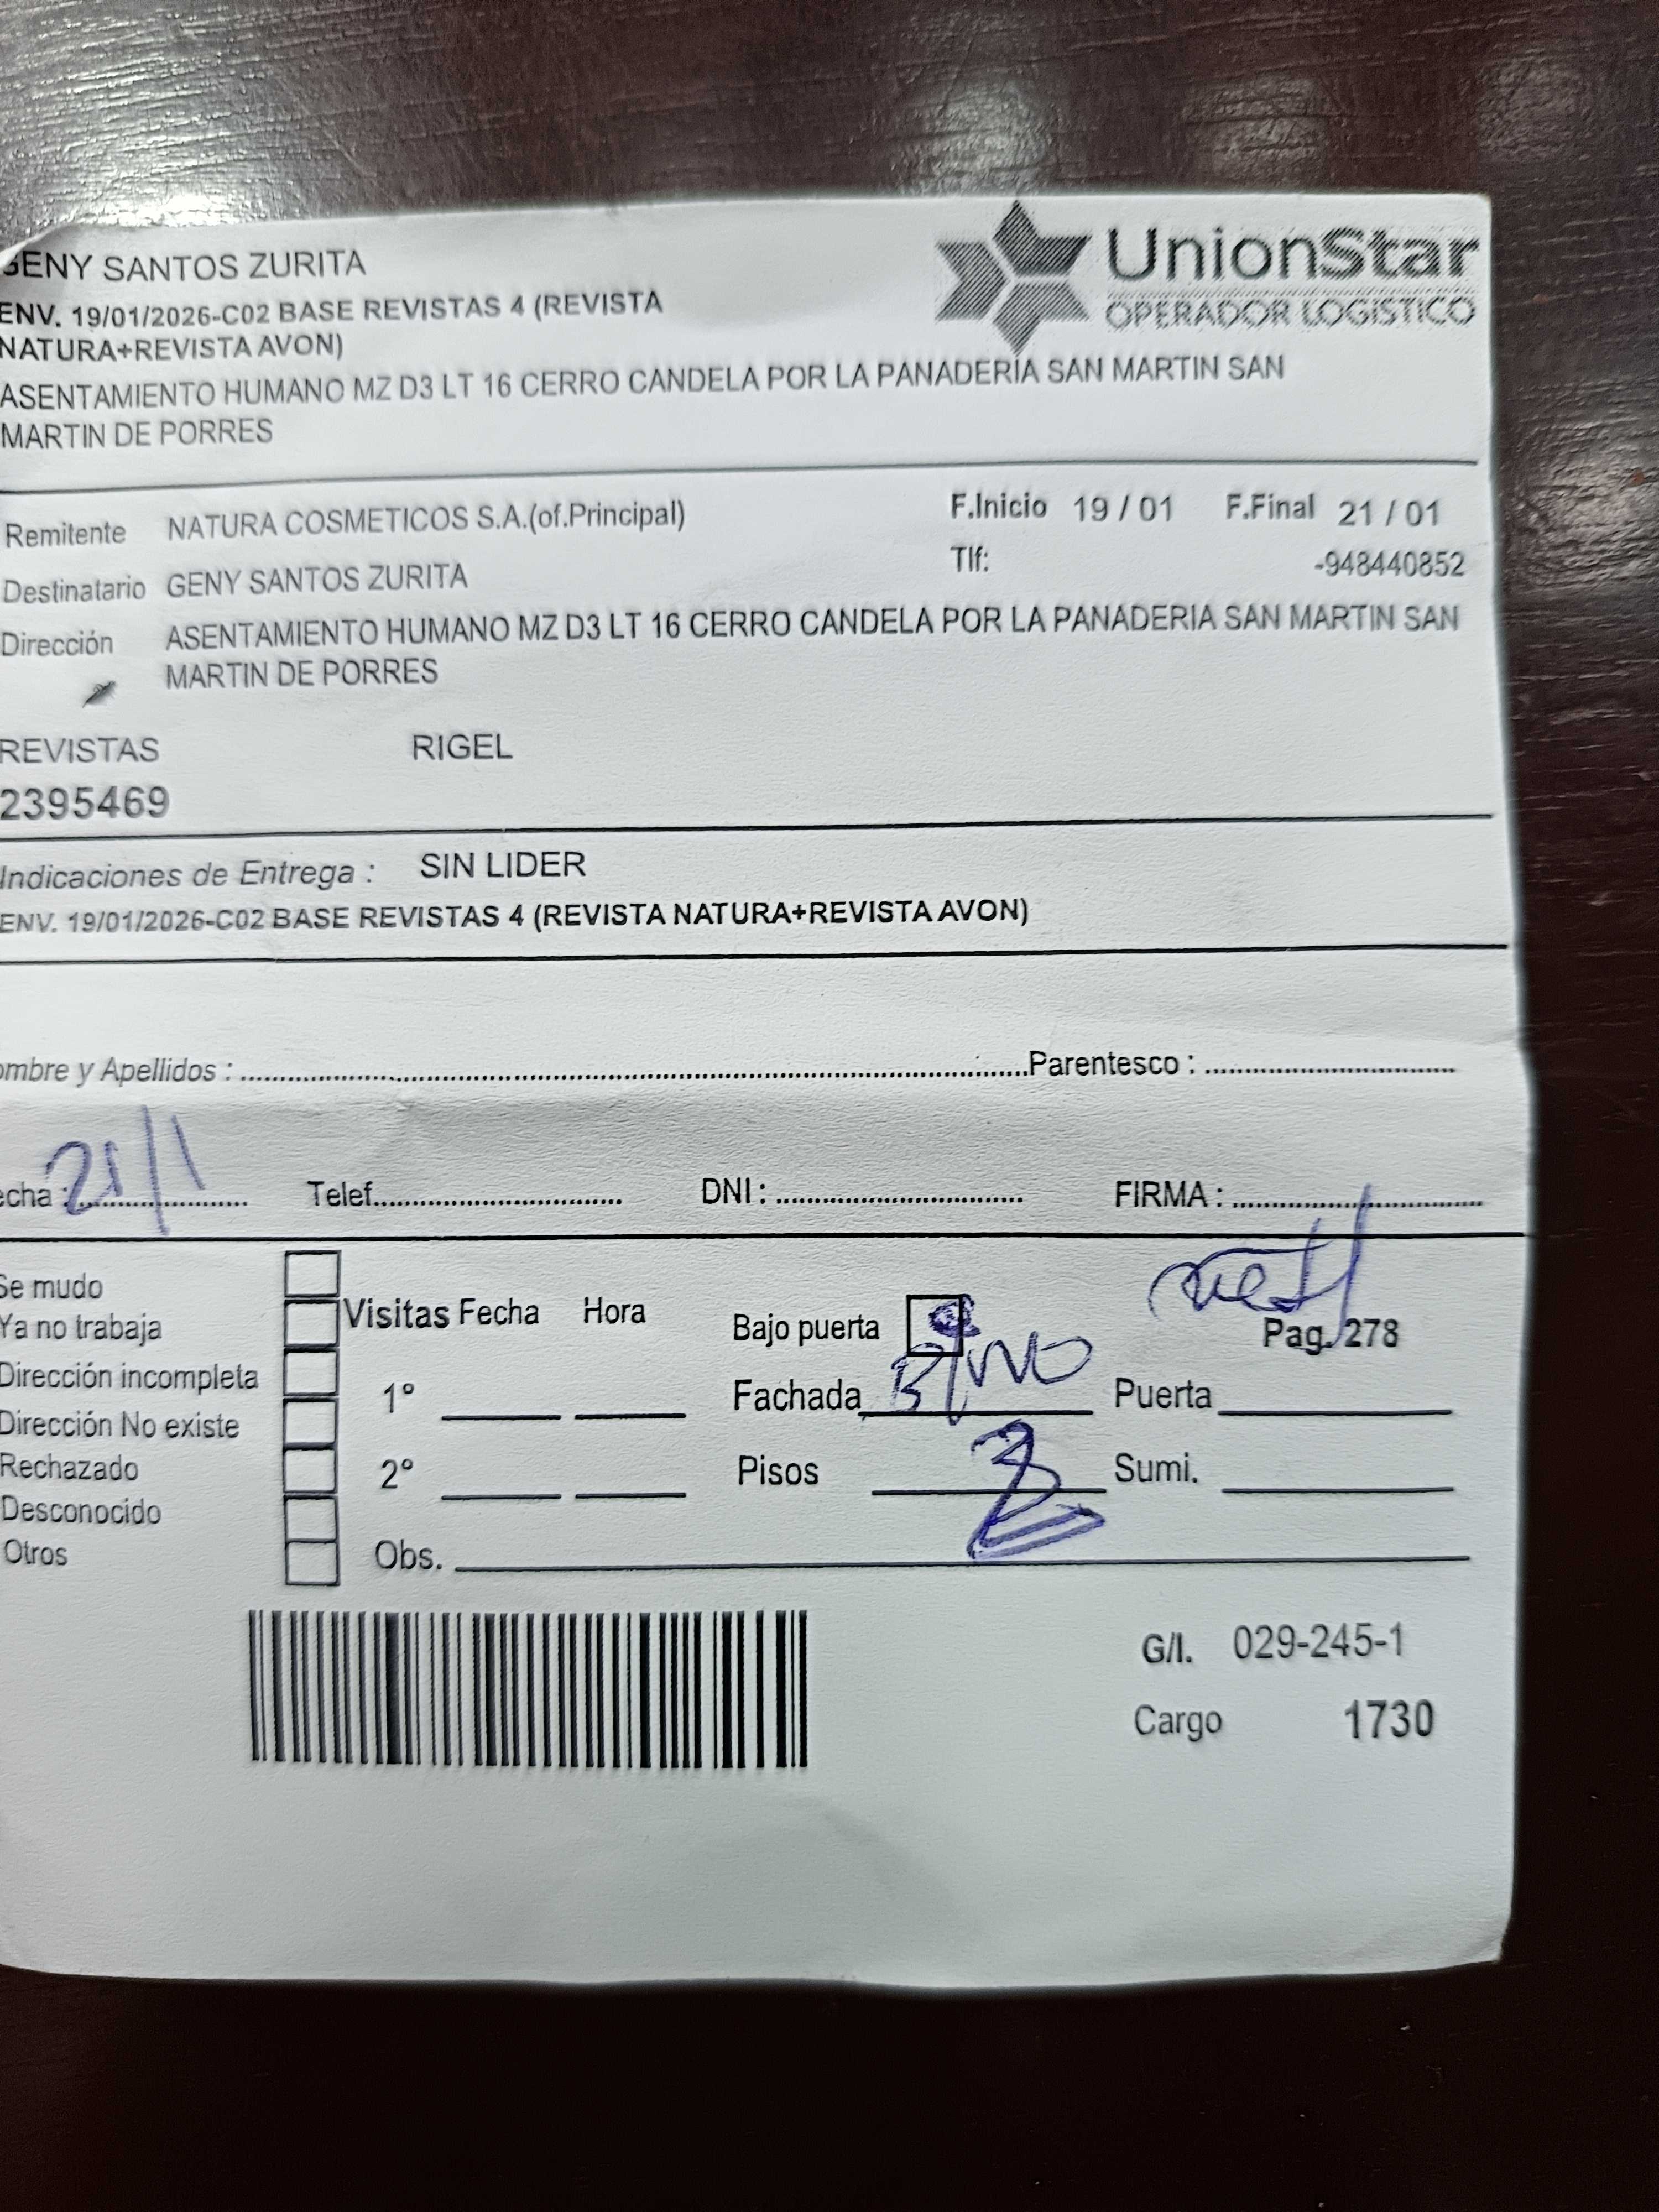 GENY SANTOS ZURITA
UnionStar
OPERADOR LOGISTICO
ENV. 19/01/2026-C02 BASE REVISTAS 4 (REVISTA
NATURA+REVISTA AVON)
ASENTAMIENTO HUMANO MZ D3 LT 16 CERRO CANDELA POR LA PANADERIA SAN MARTIN SAN
MARTIN DE PORRES
Remitente NATURA COSMETICOS S.A.(of.Principal) F.Inicio 19 / 01 F.Final 21 / 01
Tlf: -948440852
Destinatario GENY SANTOS ZURITA
Dirección ASENTAMIENTO HUMANO MZ D3 LT 16 CERRO CANDELA POR LA PANADERIA SAN MARTIN SAN
MARTIN DE PORRES
REVISTAS RIGEL
2395469
Indicaciones de Entrega : SIN LIDER
ENV. 19/01/2026-C02 BASE REVISTAS 4 (REVISTA NATURA+REVISTA AVON)
ombre y Apellidos : Parentesco :
echa : 21/1 Telef. DNI : FIRMA :
Se mudo
Ya no trabaja
Dirección incompleta
Dirección No existe
Rechazado
Desconocido
Otros
Visitas Fecha Hora
1°
2°
Obs.
Bajo puerta
Fachada
Pisos
Pag. 278
Puerta
Sumi.
G/I. 029-245-1
Cargo 1730